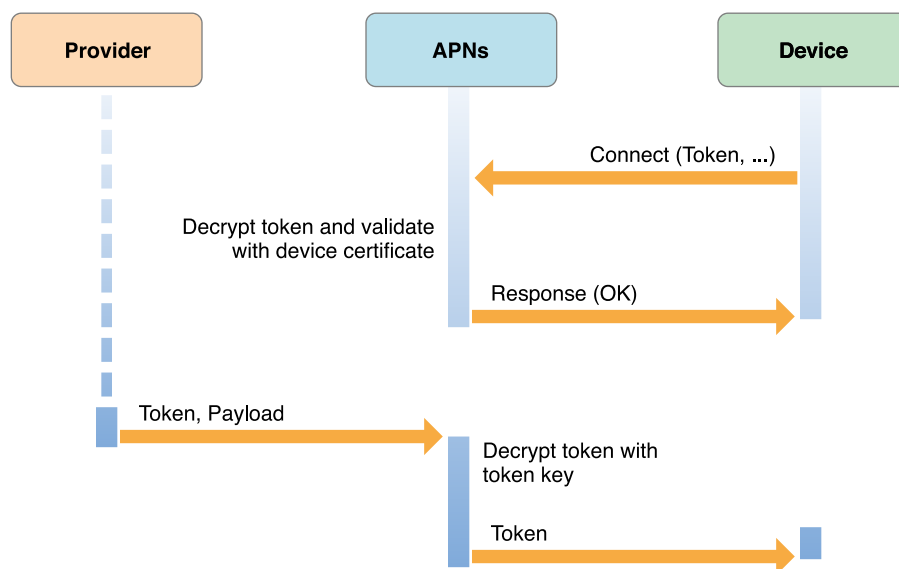 Provider
APNs
Device
Connect (Token, ...)
Decrypt token and validate
with device certificate
Response (OK)
Token, Payload
Decrypt token with
token key
Token